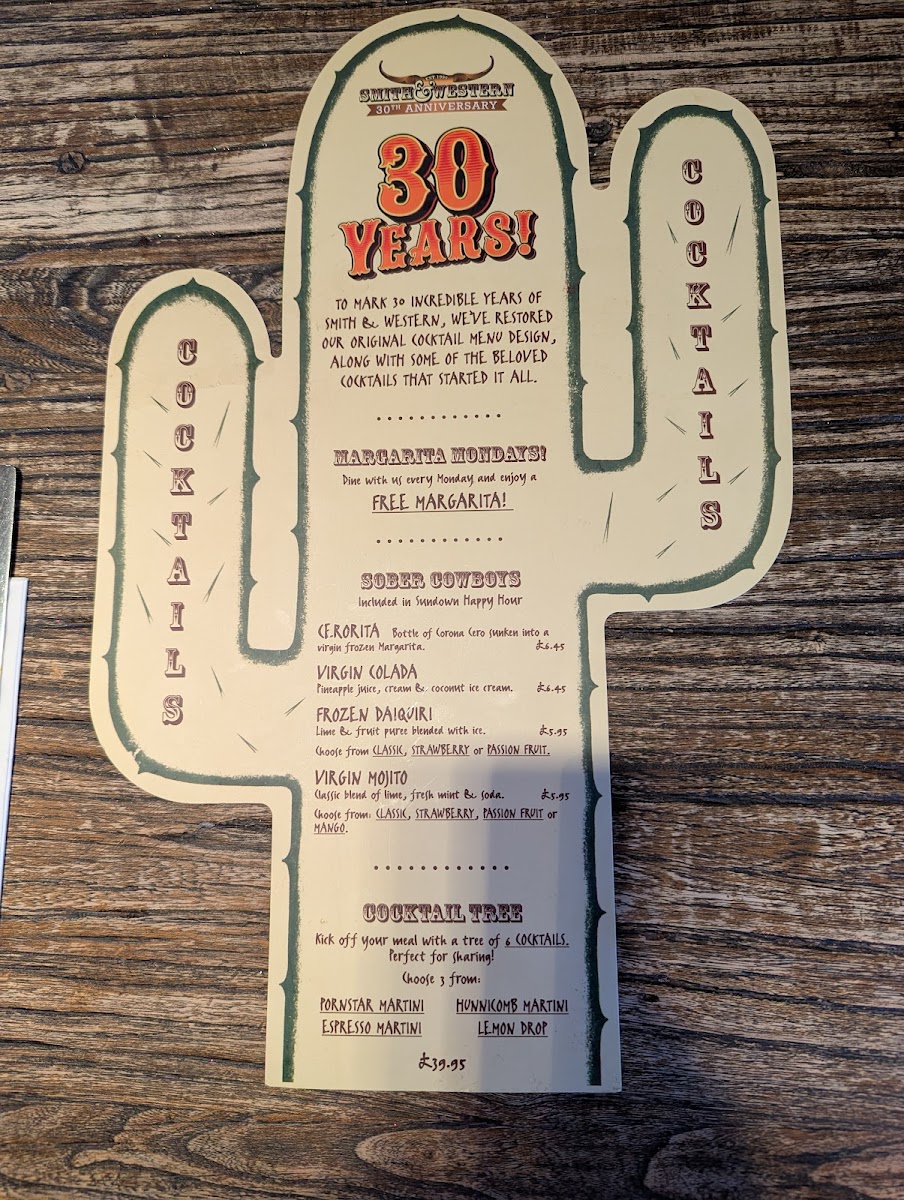 EST. 1995
SMITH & WESTERN
30TH ANNIVERSARY
30
YEARS!
TO MARK 30 INCREDIBLE YEARS OF
SMITH & WESTERN, WE'VE RESTORED
OUR ORIGINAL COCKTAIL MENU DESIGN,
ALONG WITH SOME OF THE BELOVED
COCKTAILS THAT STARTED IT ALL.
COCKTAILS
COCKTAILS
MARGARITA MONDAYS!
Dine with us every Monday and enjoy a
FREE MARGARITA!
SOBER COWBOYS
Included in Sundown Happy Hour
CERORITA Bottle of Corona Cero sunken into a
virgin frozen Margarita. £6.45
VIRGIN COLADA
Pineapple juice, cream & coconut ice cream. £6.45
FROZEN DAIQUIRI
Lime & fruit puree blended with ice. £5.95
Choose from CLASSIC, STRAWBERRY or PASSION FRUIT.
VIRGIN MOJITO
Classic blend of lime, fresh mint & soda. £5.95
Choose from: CLASSIC, STRAWBERRY, PASSION FRUIT or
MANGO.
COCKTAIL TREE
Kick off your meal with a tree of 6 COCKTAILS.
Perfect for sharing!
Choose 3 from:
PORNSTAR MARTINI HUNNICOMB MARTINI
ESPRESSO MARTINI LEMON DROP
£39.95